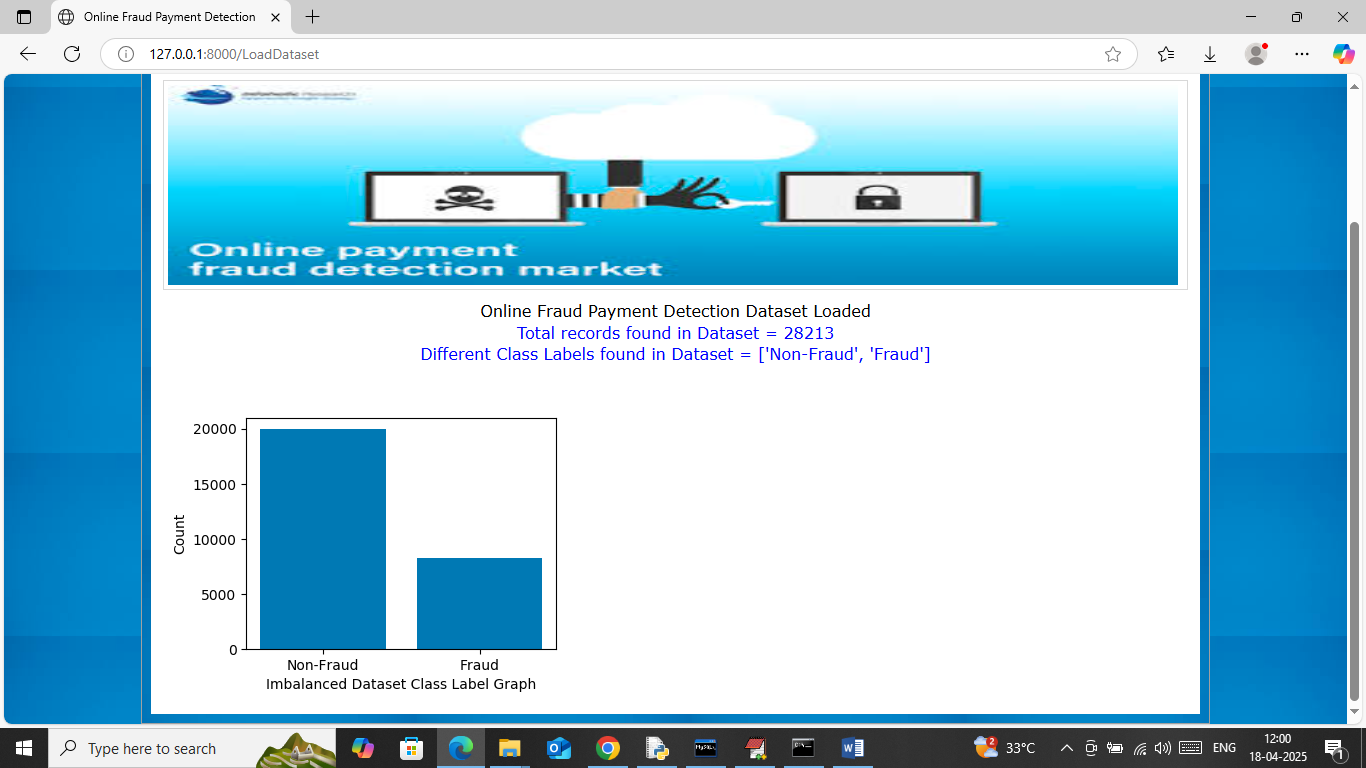 Online Fraud Payment Detection
127.0.0.1:8000/LoadDataset
Online payment
fraud detection market
Online Fraud Payment Detection Dataset Loaded
Total records found in Dataset = 28213
Different Class Labels found in Dataset = ['Non-Fraud', 'Fraud']
20000
15000
10000
5000
0
Count
Non-Fraud Fraud
Imbalanced Dataset Class Label Graph
Type here to search
2
33°C
ENG
12:00
18-04-2025
1